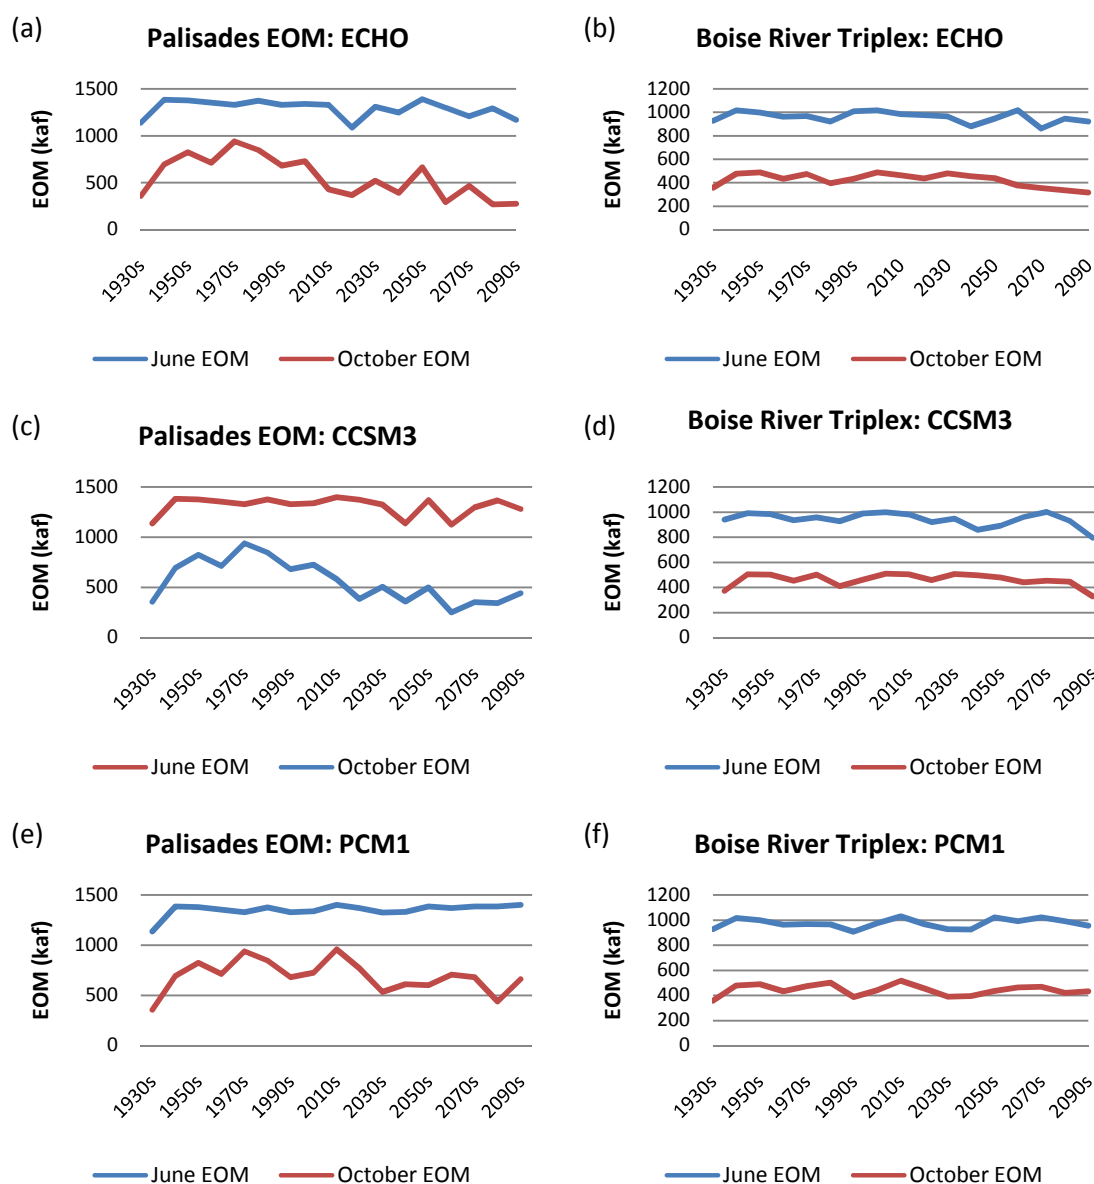 (a)
Palisades EOM: ECHO
EOM (kaf)
1500
1000
500
0
1930s
1950s
1970s
1990s
2010s
2030s
2050s
2070s
2090s
June EOM
October EOM
(b)
Boise River Triplex: ECHO
EOM (kaf)
1200
1000
800
600
400
200
0
1930s
1950s
1970s
1990s
2010
2030
2050
2070
2090
June EOM
October EOM
(c)
Palisades EOM: CCSM3
EOM (kaf)
1500
1000
500
0
1930s
1950s
1970s
1990s
2010s
2030s
2050s
2070s
2090s
June EOM
October EOM
(d)
Boise River Triplex: CCSM3
EOM (kaf)
1200
1000
800
600
400
200
0
1930s
1950s
1970s
1990s
2010s
2030s
2050s
2070s
2090s
June EOM
October EOM
(e)
Palisades EOM: PCM1
EOM (kaf)
1500
1000
500
0
1930s
1950s
1970s
1990s
2010s
2030s
2050s
2070s
2090s
June EOM
October EOM
(f)
Boise River Triplex: PCM1
EOM (kaf)
1200
1000
800
600
400
200
0
1930s
1950s
1970s
1990s
2010s
2030s
2050s
2070s
2090s
June EOM
October EOM